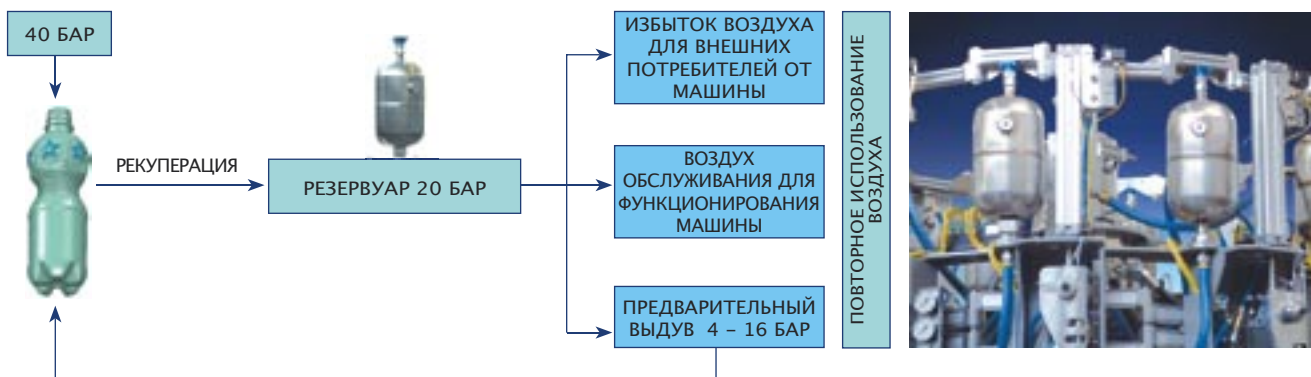 40 БАР
РЕКУПЕРАЦИЯ
РЕЗЕРВУАР 20 БАР
ИЗБЫТОК ВОЗДУХА
ДЛЯ ВНЕШНИХ
ПОТРЕБИТЕЛЕЙ ОТ
МАШИНЫ
ВОЗДУХ
ОБСЛУЖИВАНИЯ ДЛЯ
ФУНКЦИОНИРОВАНИЯ
МАШИНЫ
ПРЕДВАРИТЕЛЬНЫЙ
ВЫДУВ 4 – 16 БАР
ПОВТОРНОЕ ИСПОЛЬЗОВАНИЕ
ВОЗДУХА